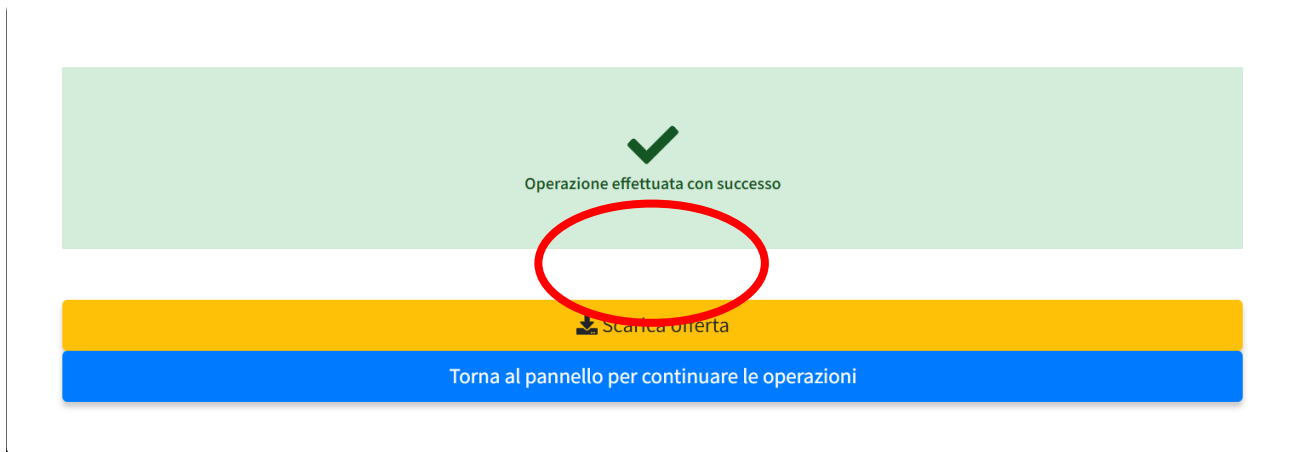 Operazione effettuata con successo
Scarica offerta
Torna al pannello per continuare le operazioni